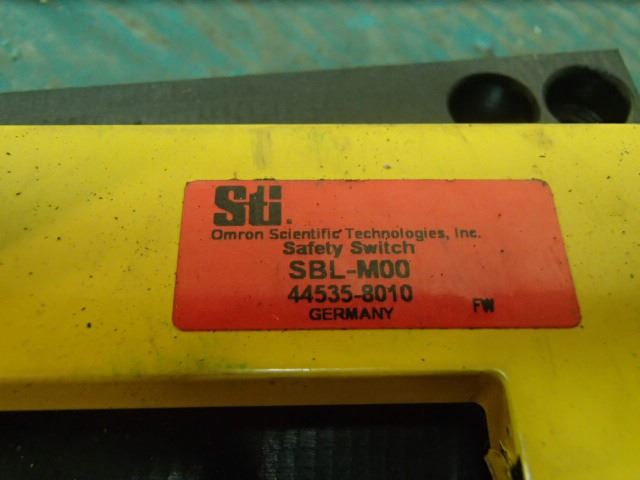 Sti.
Omron Scientific Technologies, Inc.
Safety Switch
SBL-M00
44535-8010
GERMANY FW